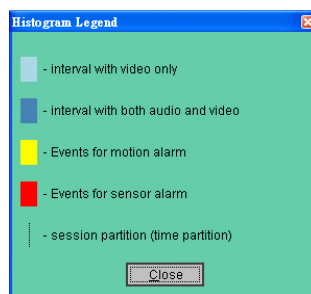 Histogram Legend
- interval with video only
- interval with both audio and video
- Events for motion alarm
- Events for sensor alarm
- session partition (time partition)
Close